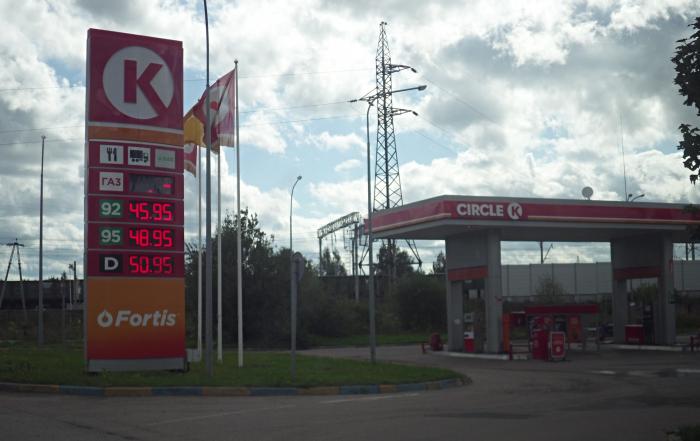 K
ГАЗ
92 45.95
95 48.95
D 50.95
Fortis
CIRCLE K